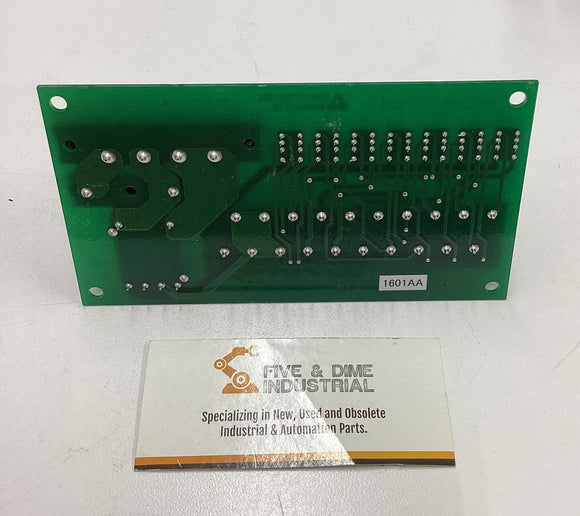 1601AA
FIVE & DIME
INDUSTRIAL
Specializing in New, Used and Obsolete
Industrial & Automation Parts.